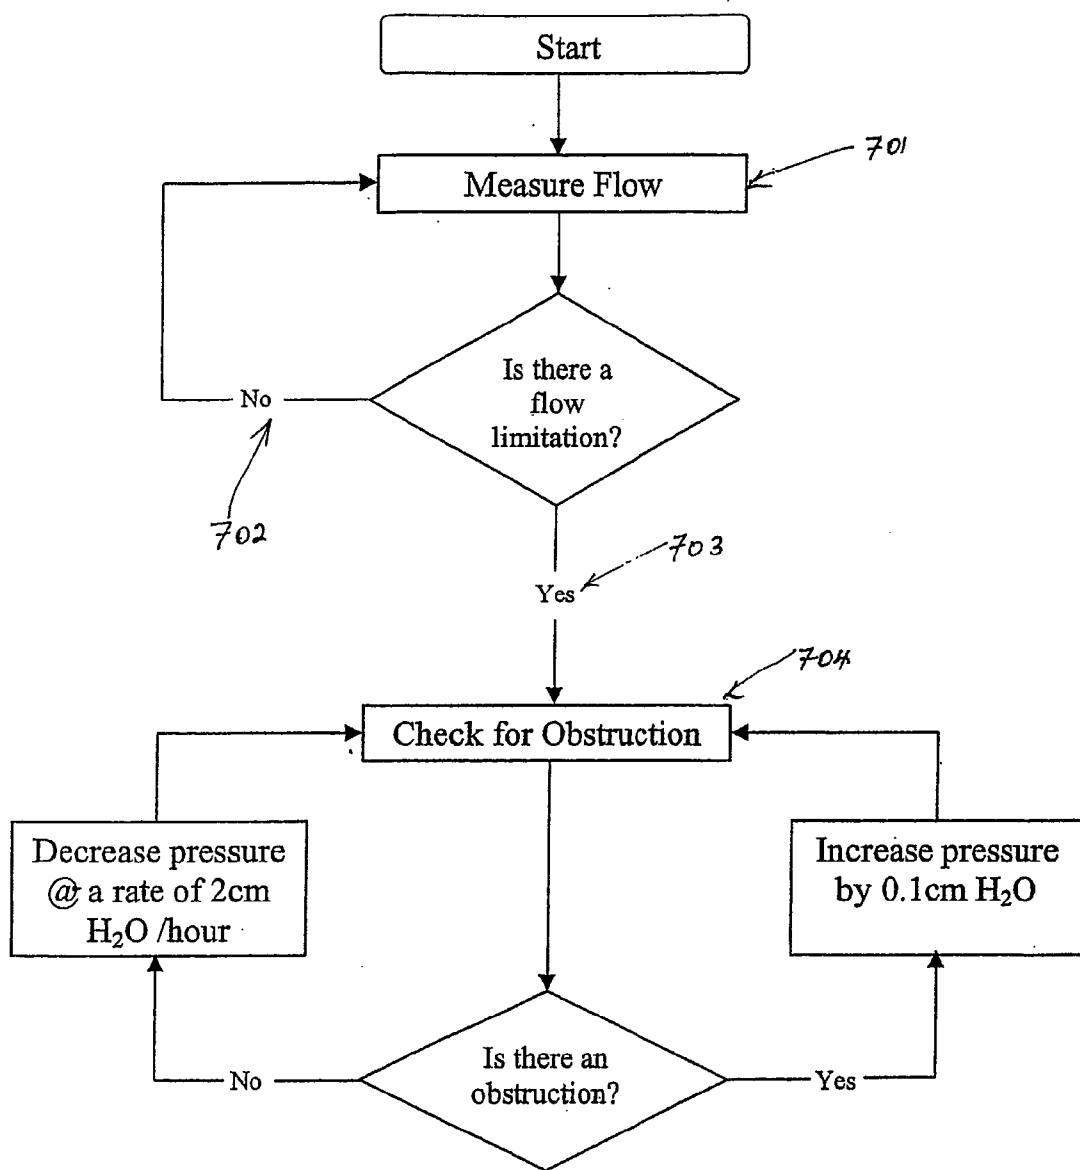 Start
701
Measure Flow
Is there a
flow
limitation?
No
702
703
Yes
704
Check for Obstruction
Decrease pressure
@ a rate of 2cm
H₂O /hour
Increase pressure
by 0.1cm H₂O
Is there an
obstruction?
No
Yes